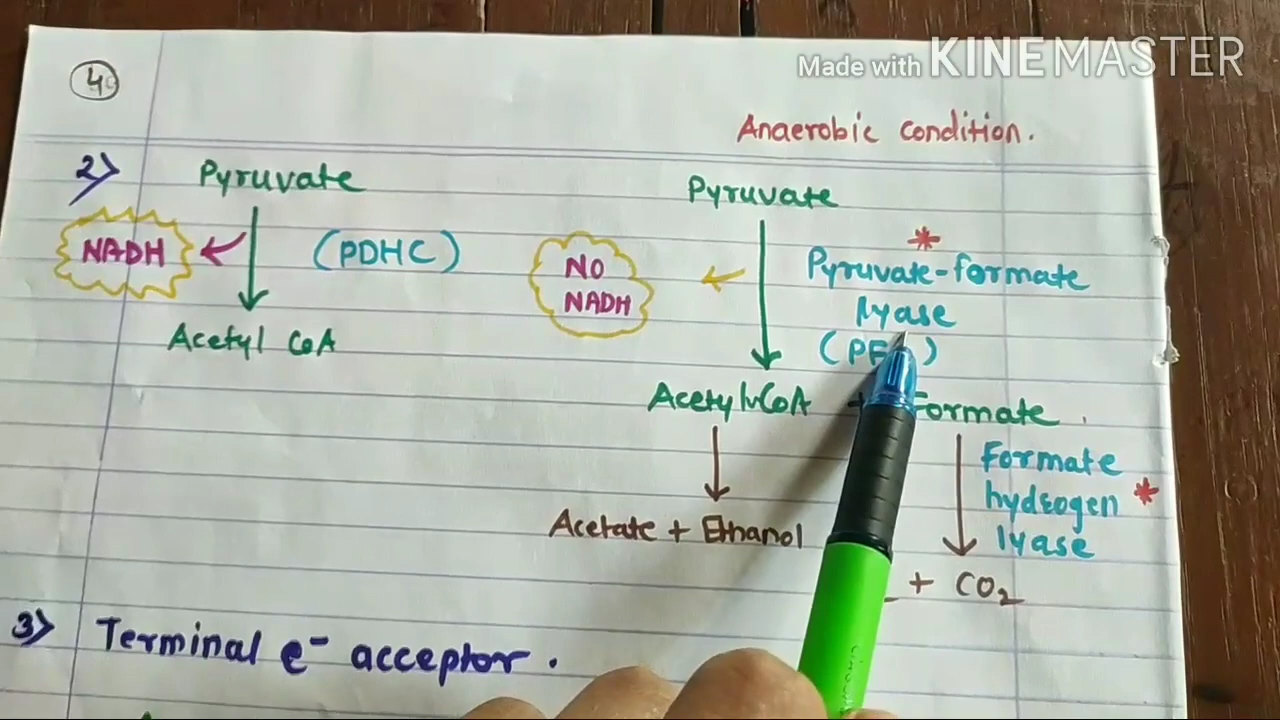 Made with KINEMASTER
4
Anaerobic condition.
2)
Pyruvate
NADH
(PDHC)
Acetyl CoA
Pyruvate
NO
NADH
*
Pyruvate-formate
lyase
Acetyl CoA
Formate
Acetate + Ethanol
Formate
hydrogen *
lyase
+ CO₂
3) Terminal e⁻ acceptor.